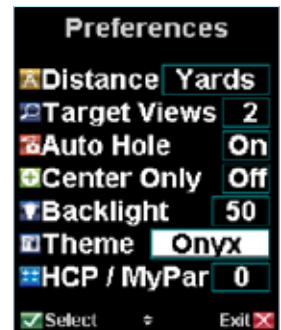 Preferences
Distance Yards
Target Views 2
Auto Hole On
Center Only Off
Backlight 50
Theme Onyx
HCP / MyPar 0
Select Exit